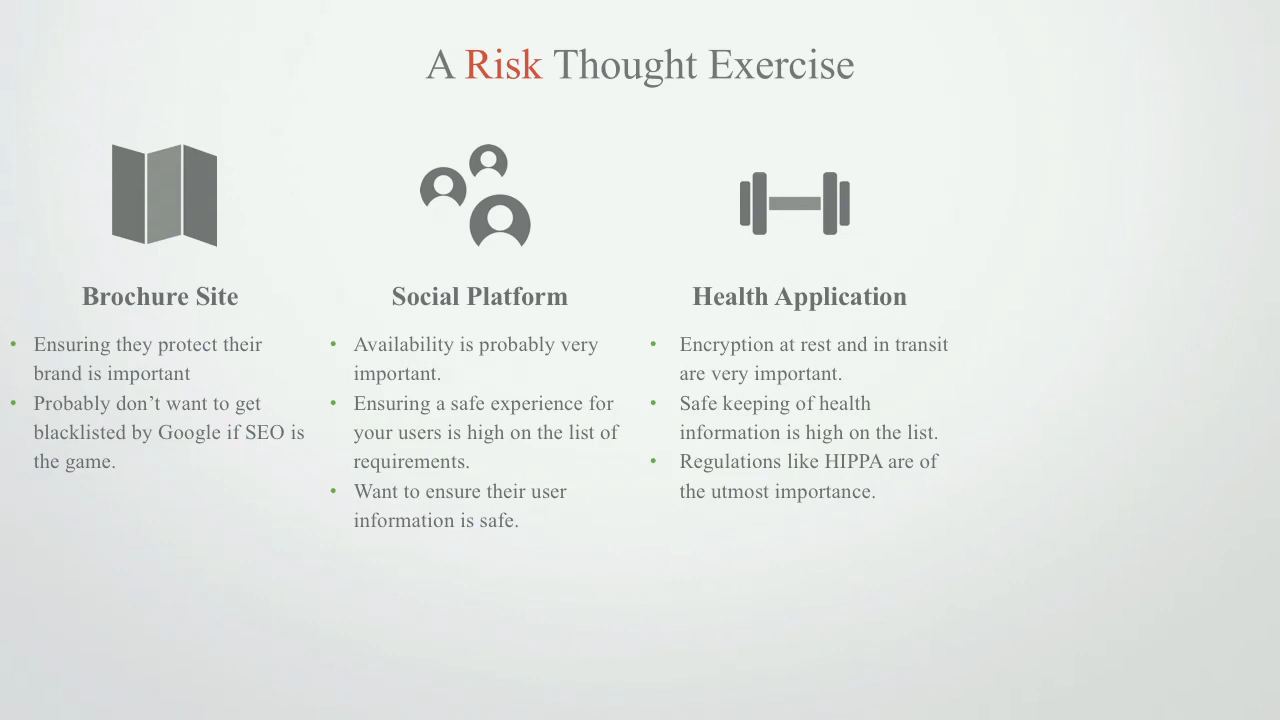 A Risk Thought Exercise
Brochure Site
• Ensuring they protect their
brand is important
• Probably don’t want to get
blacklisted by Google if SEO is
the game.
Social Platform
• Availability is probably very
important.
• Ensuring a safe experience for
your users is high on the list of
requirements.
• Want to ensure their user
information is safe.
Health Application
• Encryption at rest and in transit
are very important.
• Safe keeping of health
information is high on the list.
• Regulations like HIPPA are of
the utmost importance.